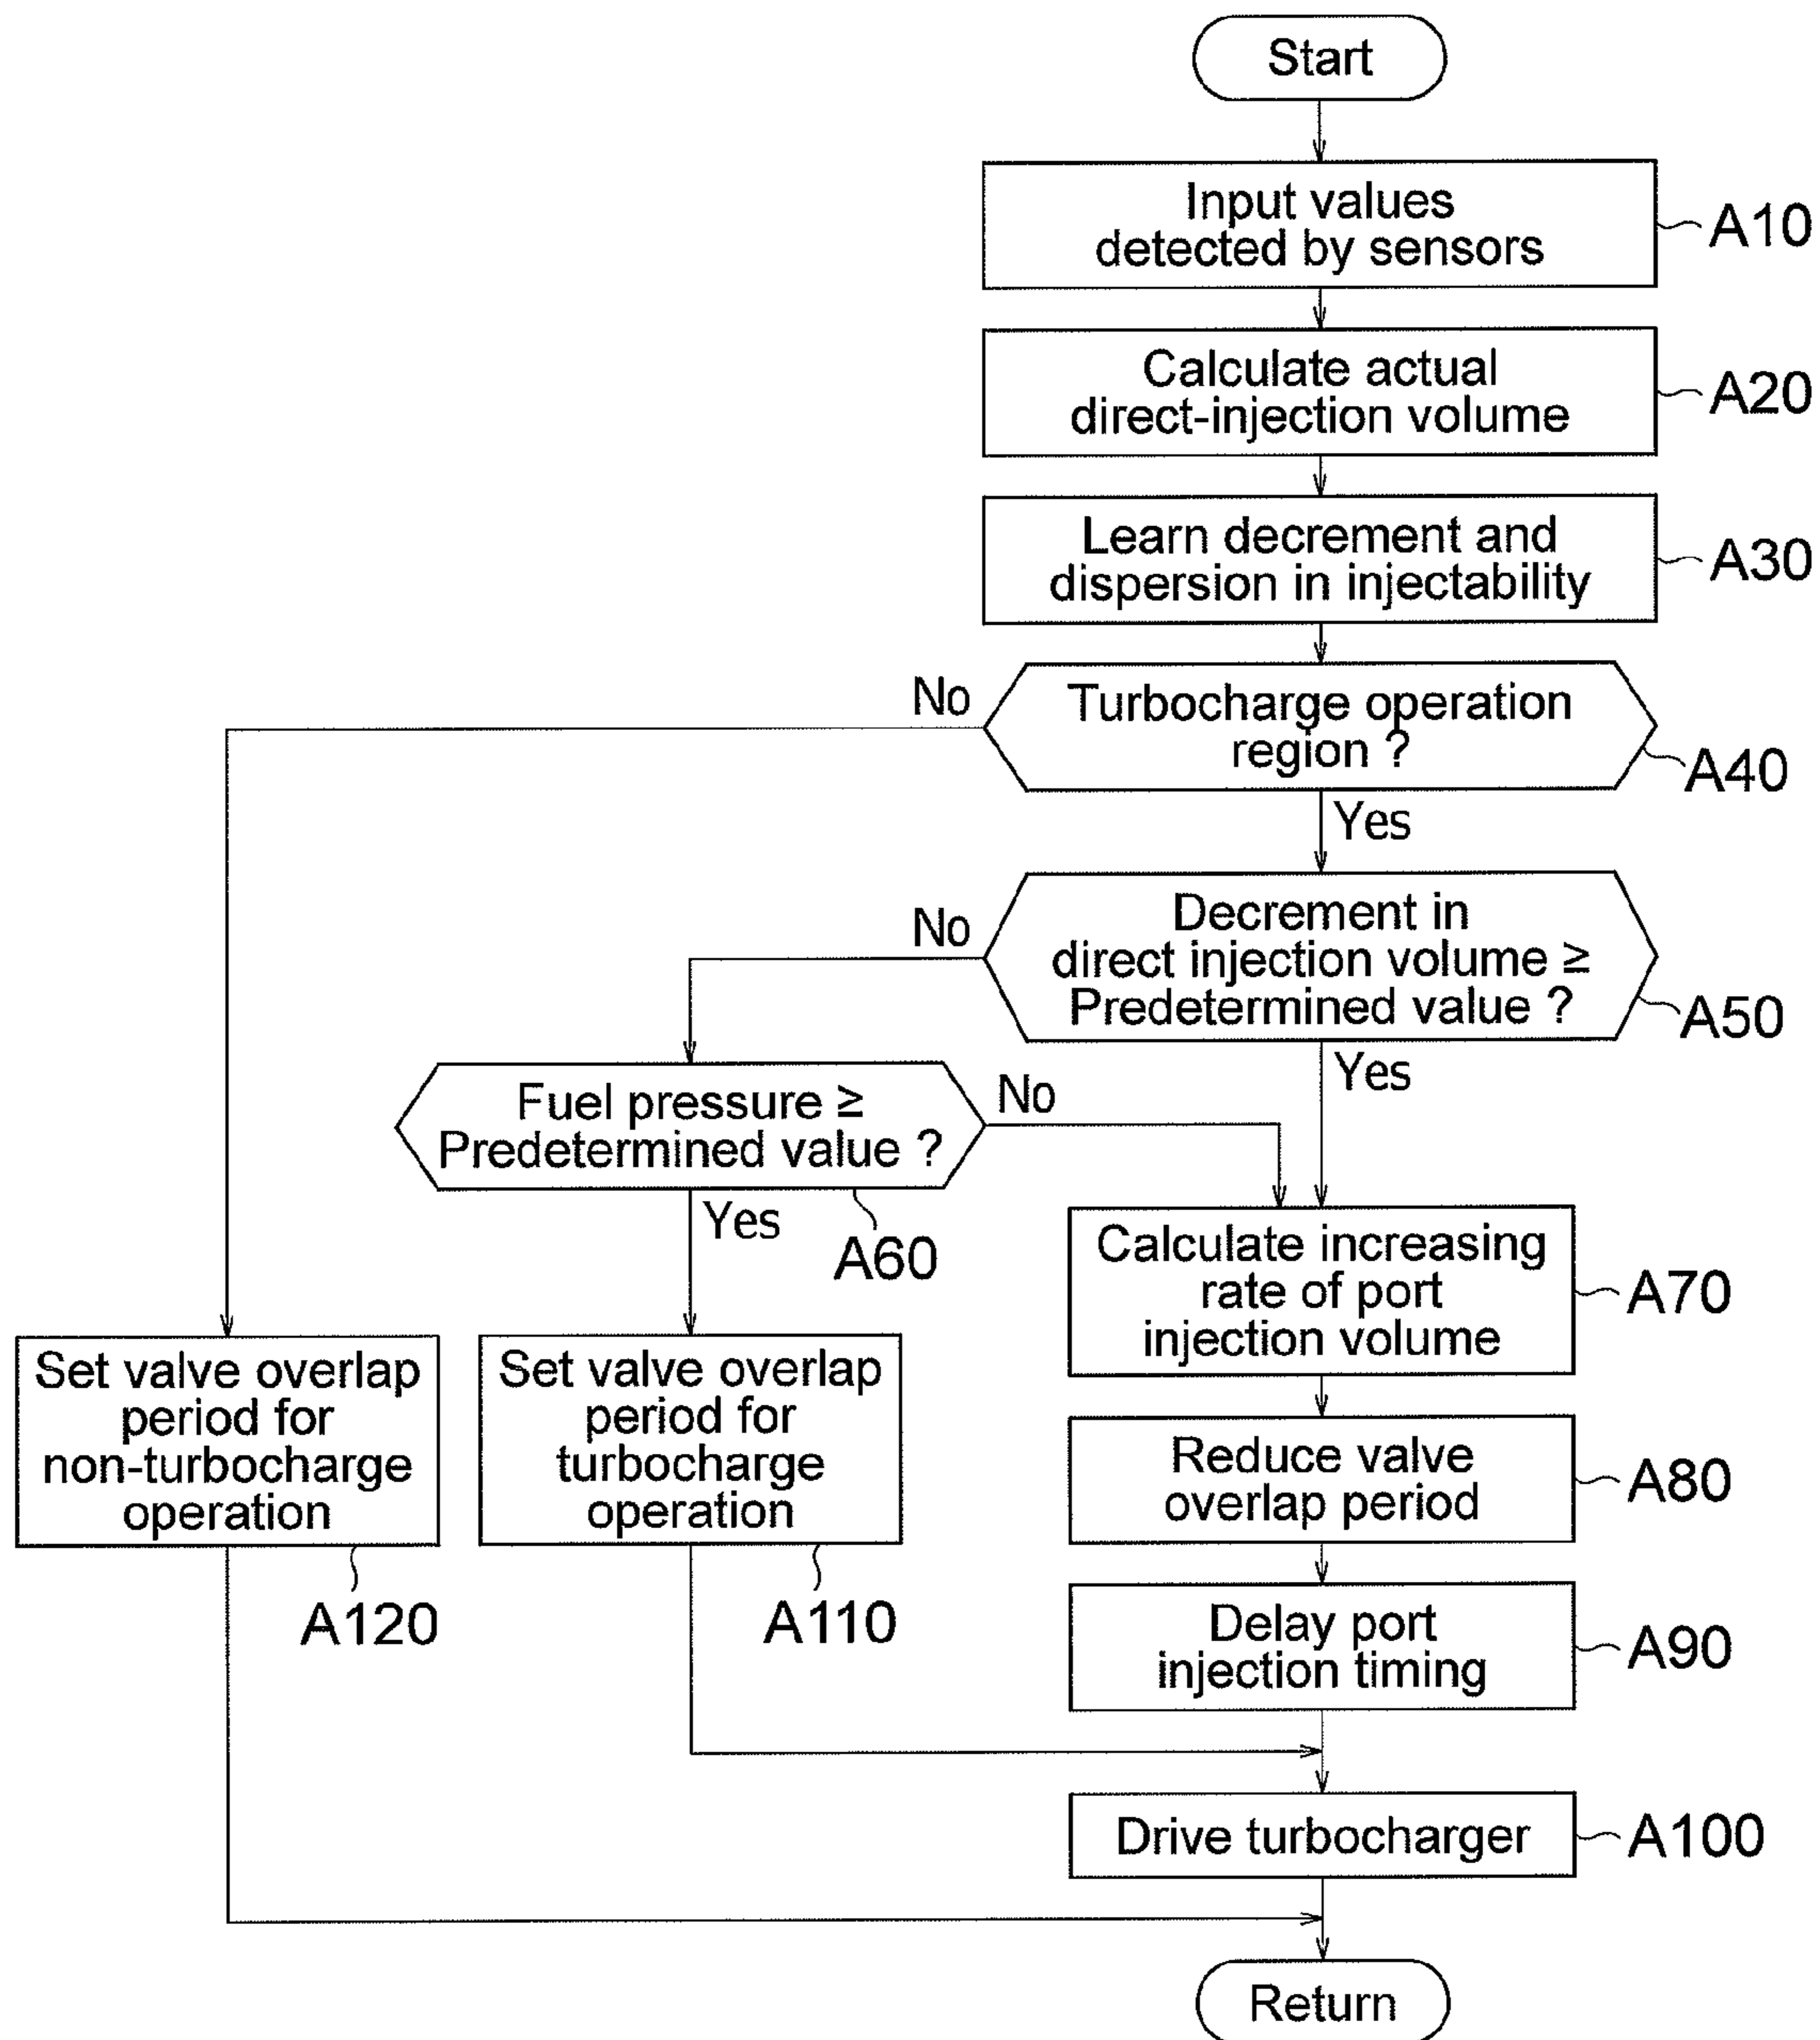 Start
Input values
detected by sensors
A10
Calculate actual
direct-injection volume
A20
Learn decrement and
dispersion in injectability
A30
No
Turbocharge operation
region ?
A40
Yes
No
Decrement in
direct injection volume ≥
Predetermined value ?
A50
Yes
Fuel pressure ≥
Predetermined value ?
No
Yes
A60
Calculate increasing
rate of port
injection volume
A70
Set valve overlap
period for
non-turbocharge
operation
A120
Set valve overlap
period for
turbocharge
operation
A110
Reduce valve
overlap period
A80
Delay port
injection timing
A90
Drive turbocharger
A100
Return